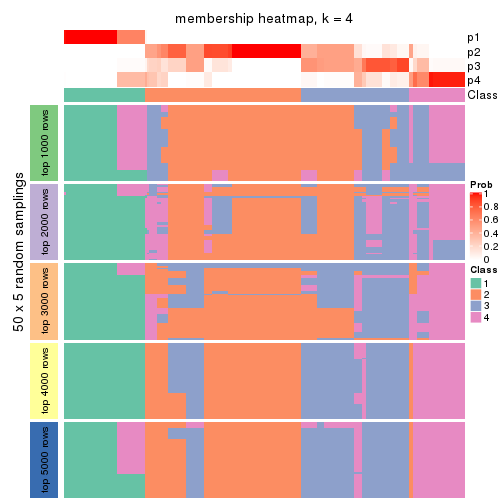 membership heatmap, k = 4
p1
p2
p3
p4
Class
50 x 5 random samplings
top 1000 rows
top 2000 rows
top 3000 rows
top 4000 rows
top 5000 rows
Prob
1
0.8
0.6
0.4
0.2
0
Class
1
2
3
4